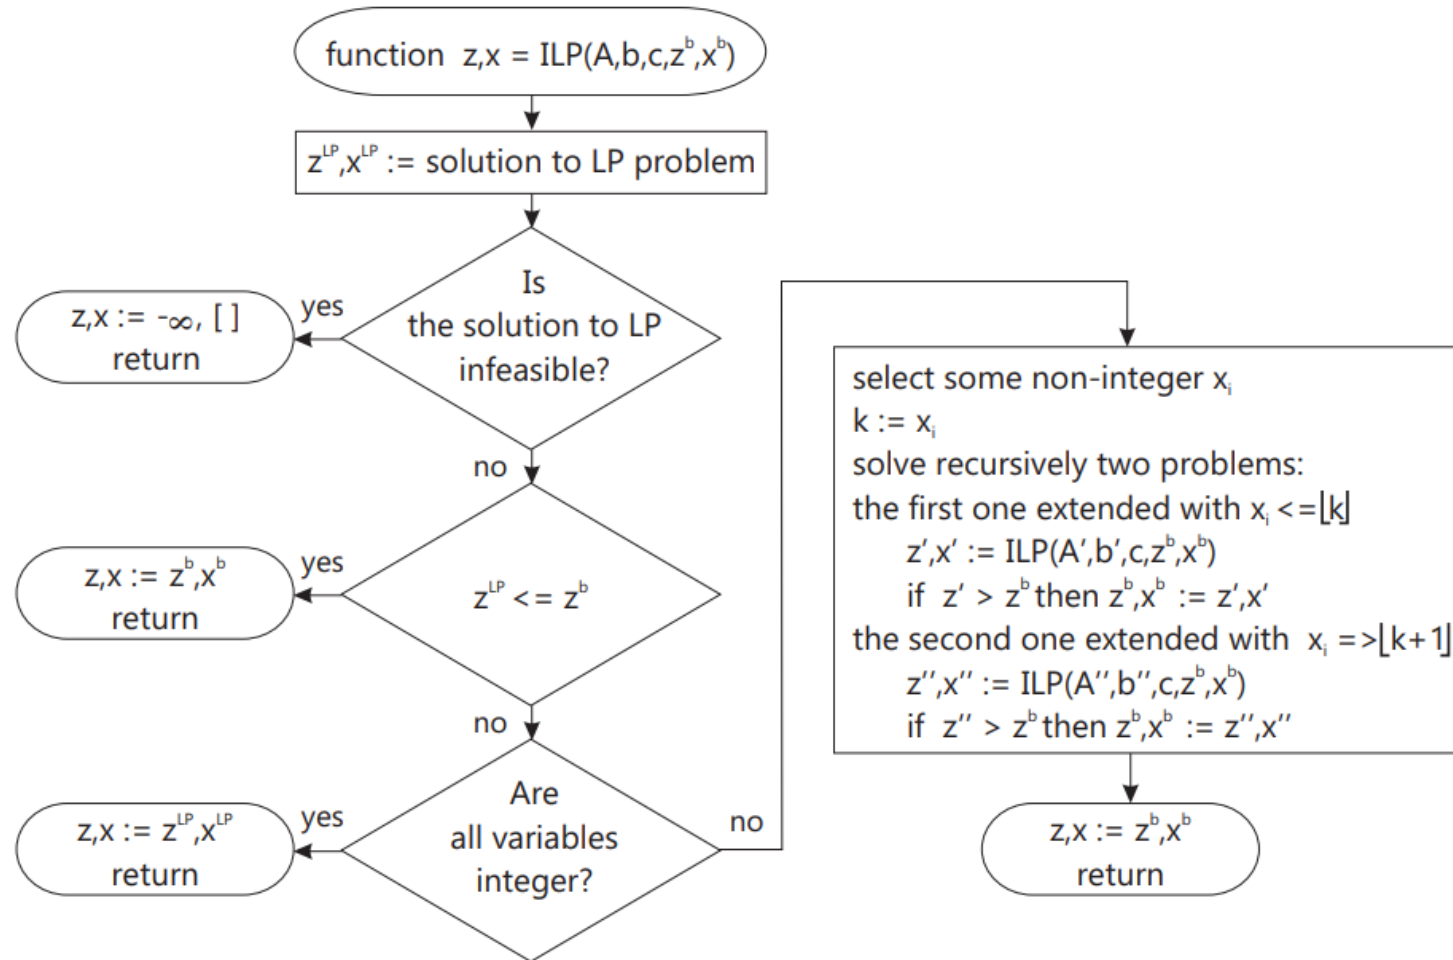 function z,x = ILP(A,b,c,z^b,x^b)
z^LP,x^LP := solution to LP problem
Is
the solution to LP
infeasible?
yes
z,x := -∞, [ ]
return
no
z^LP <= z^b
yes
z,x := z^b,x^b
return
no
Are
all variables
integer?
yes
z,x := z^LP,x^LP
return
no
select some non-integer x_i
k := x_i
solve recursively two problems:
the first one extended with x_i <=⌊k⌋
z',x' := ILP(A',b',c,z^b,x^b)
if z' > z^b then z^b,x^b := z',x'
the second one extended with x_i =>⌊k+1⌋
z'',x'' := ILP(A'',b'',c,z^b,x^b)
if z'' > z^b then z^b,x^b := z'',x''
z,x := z^b,x^b
return